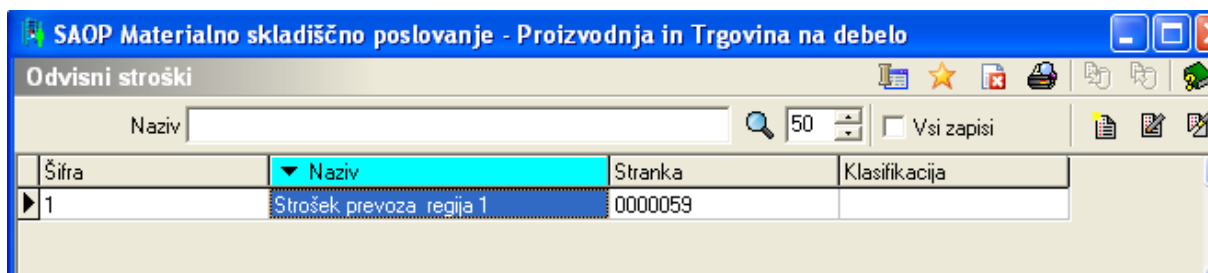 SAOP Materialno skladiščno poslovanje - Proizvodnja in Trgovina na debelo
Odvisni stroški
Naziv 50 Vsi zapisi
Šifra Naziv Stranka Klasifikacija
1 Strošek prevoza regija 1 0000059